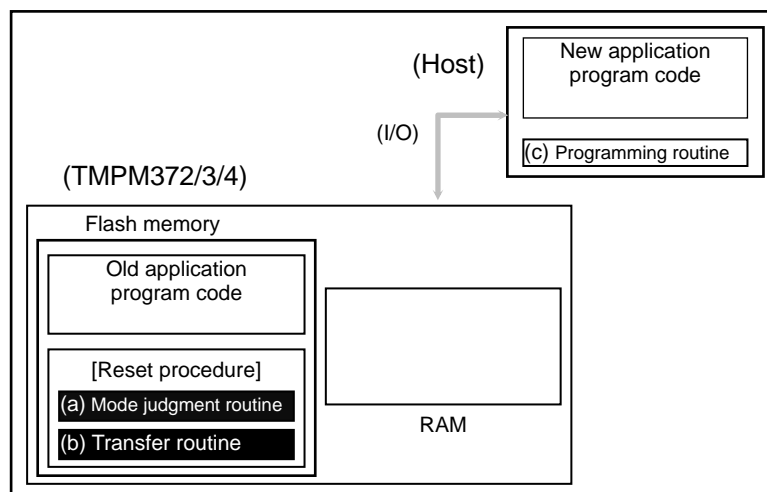 (Host)
New application
program code
(I/O)
(c) Programming routine
(TMPM372/3/4)
Flash memory
Old application
program code
[Reset procedure]
(a) Mode judgment routine
(b) Transfer routine
RAM